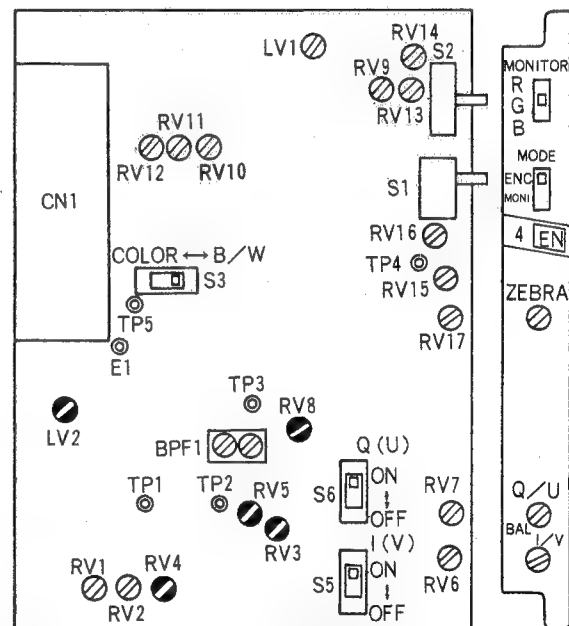 RV14
LV1
S2
RV9
RV13
MONITOR
R
G
B
RV11
RV12
RV10
MODE
ENC
MONI
CN1
S1
4 EN
RV16
COLOR ↔ B/W
S3
TP4
RV15
ZEBRA
TP5
RV17
E1
TP3
RV8
LV2
BPF1
Q (U)
ON
↕
OFF
S6
TP1
TP2
RV5
RV3
RV7
Q/U
BAL
I/V
I (V)
ON
↕
OFF
S5
RV6
RV1
RV2
RV4